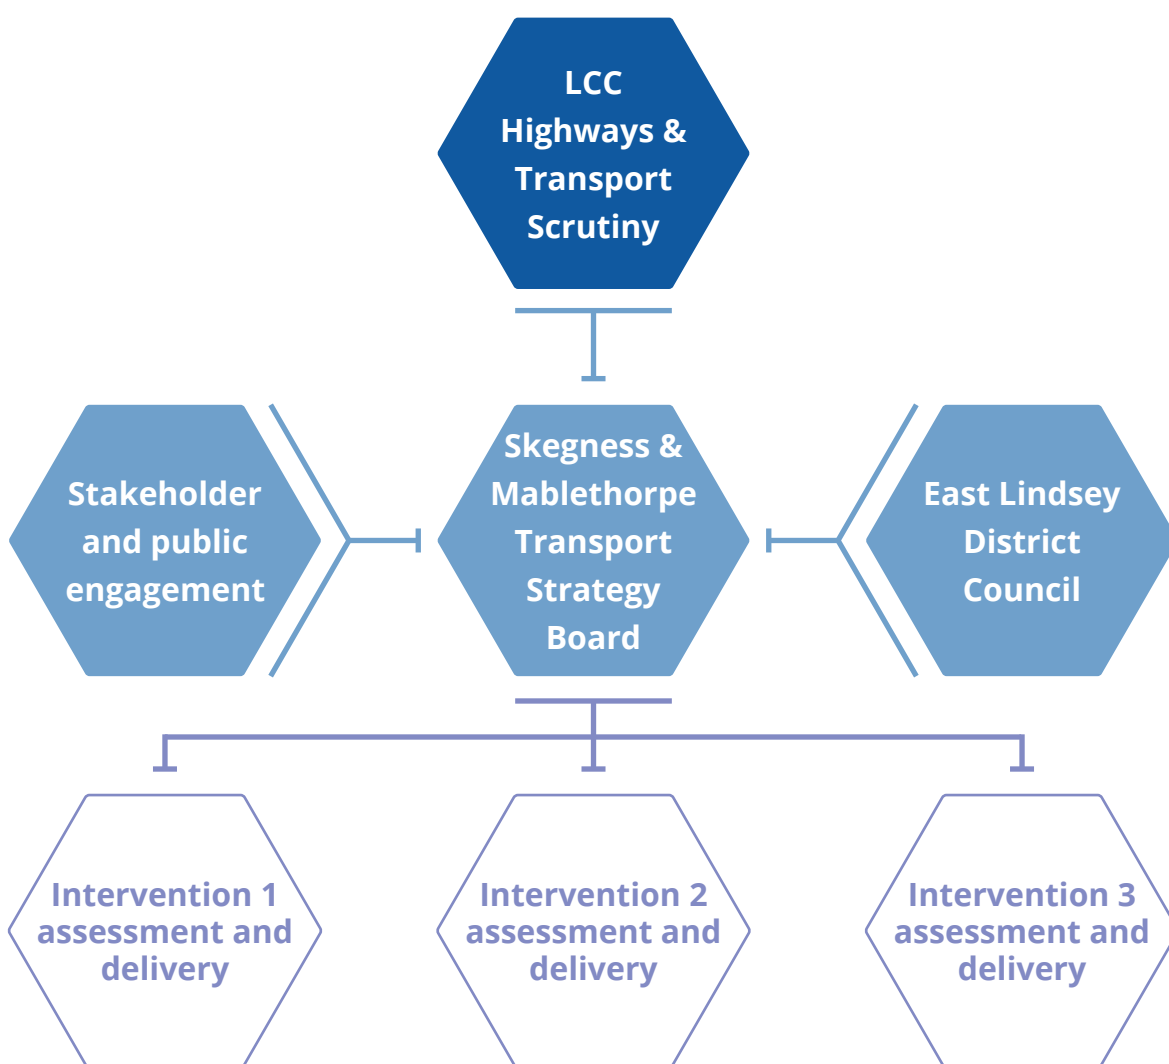 LCC
Highways &
Transport
Scrutiny
Stakeholder
and public
engagement
Skegness &
Mablethorpe
Transport
Strategy
Board
East Lindsey
District
Council
Intervention 1
assessment and
delivery
Intervention 2
assessment and
delivery
Intervention 3
assessment and
delivery